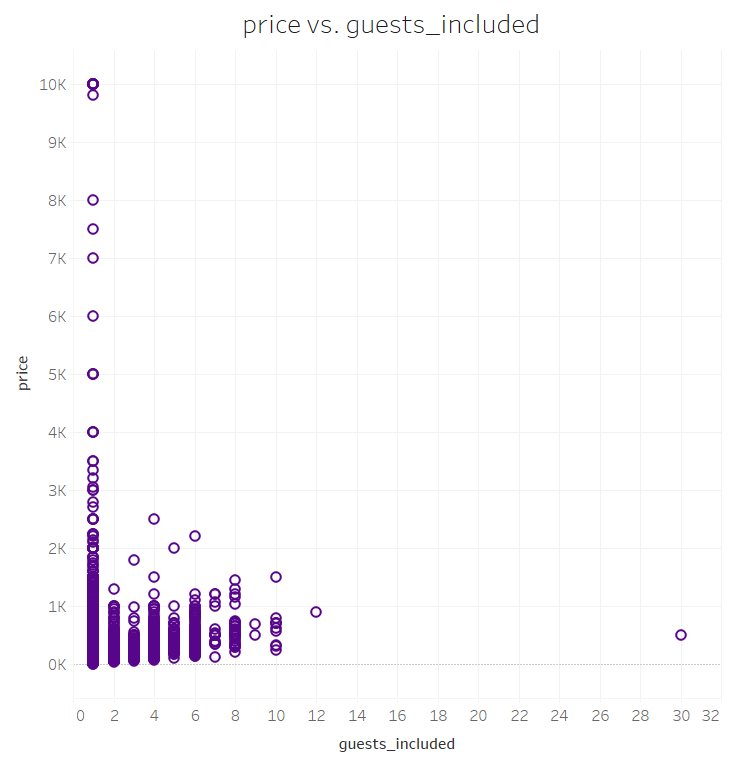 price vs. guests_included
10K
9K
8K
7K
6K
5K
4K
3K
2K
1K
0K
price
0 2 4 6 8 10 12 14 16 18 20 22 24 26 28 30 32
guests_included